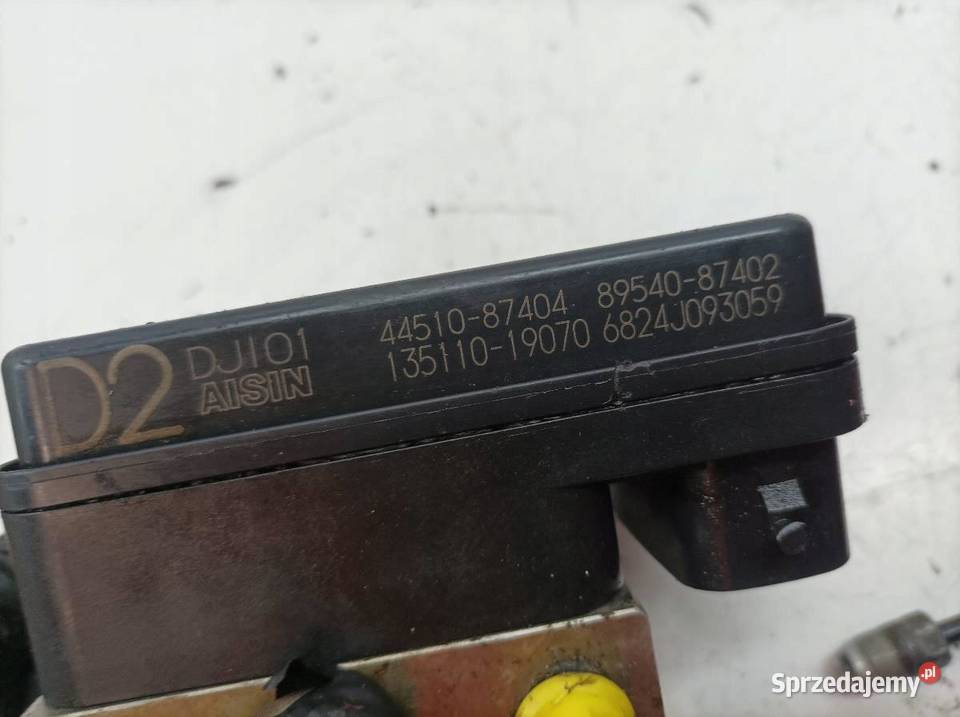 D2
DJ101
AISIN
44510-87404 89540-87402
135110-19070 6824J093059
Sprzedajemy.pl